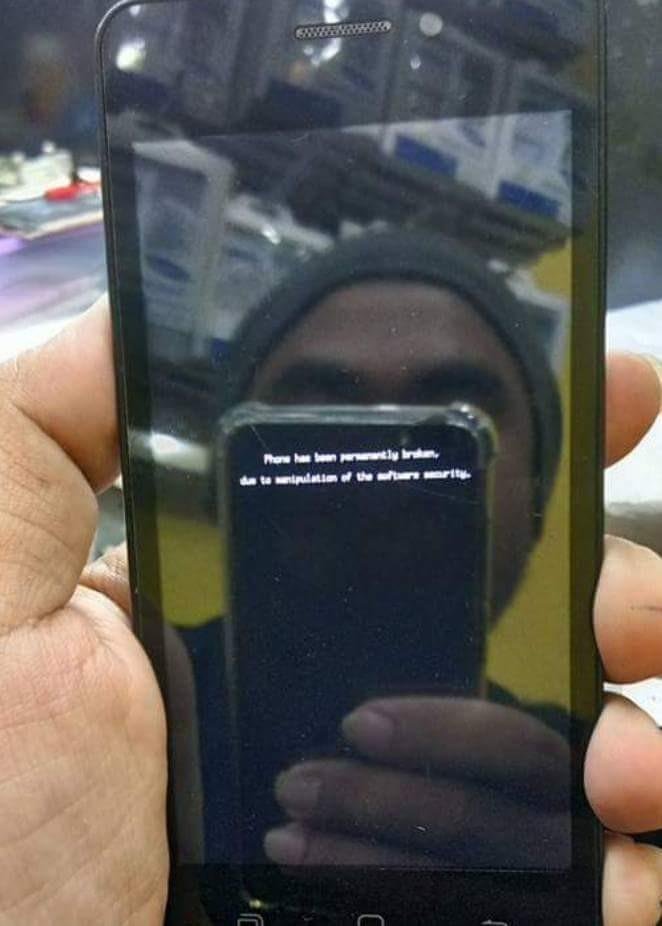 Phone has been permanently broken,
due to manipulation of the software security.